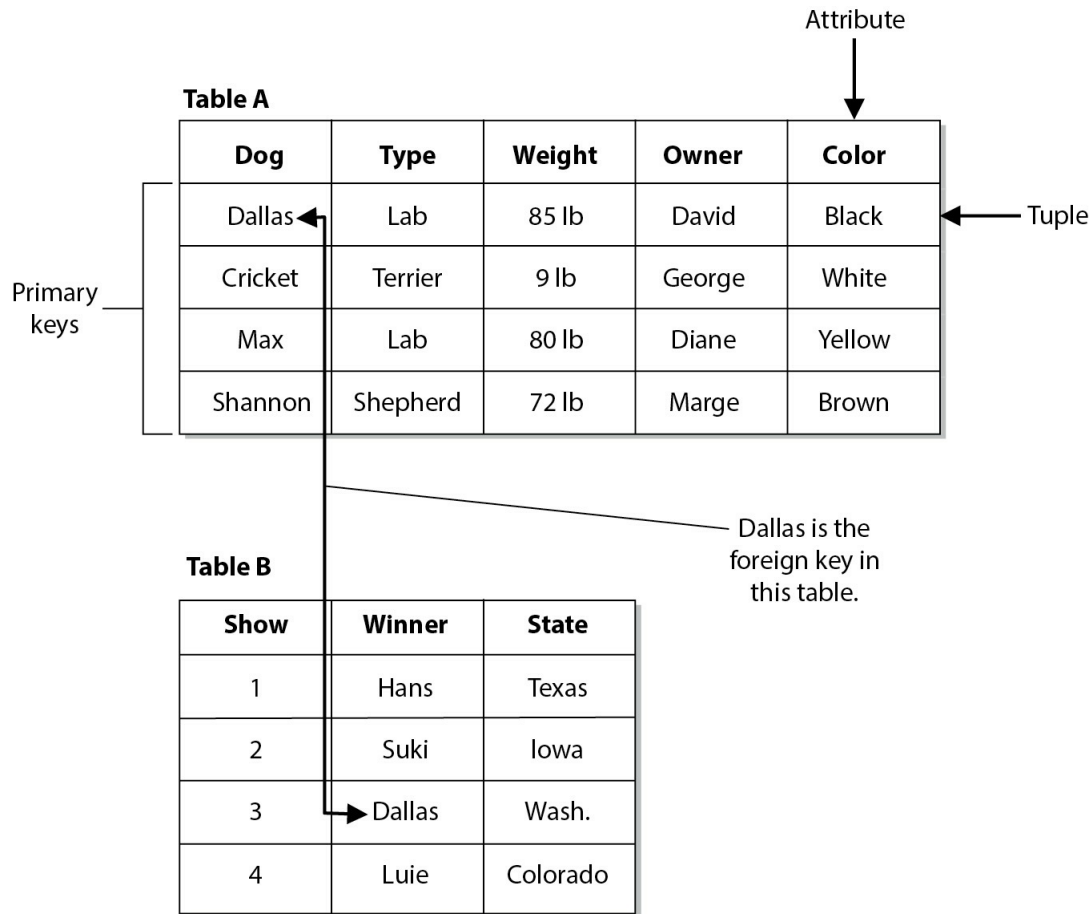 Attribute
Table A
Dog Type Weight Owner Color
Dallas Lab 85 lb David Black
Tuple
Cricket Terrier 9 lb George White
Primary
keys
Max Lab 80 lb Diane Yellow
Shannon Shepherd 72 lb Marge Brown
Dallas is the
foreign key in
this table.
Table B
Show Winner State
1 Hans Texas
2 Suki Iowa
3 Dallas Wash.
4 Luie Colorado